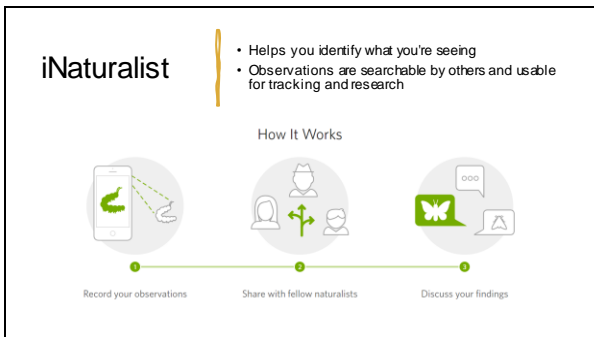 iNaturalist
• Helps you identify what you're seeing
• Observations are searchable by others and usable
for tracking and research
How It Works
1
2
3
Record your observations
Share with fellow naturalists
Discuss your findings